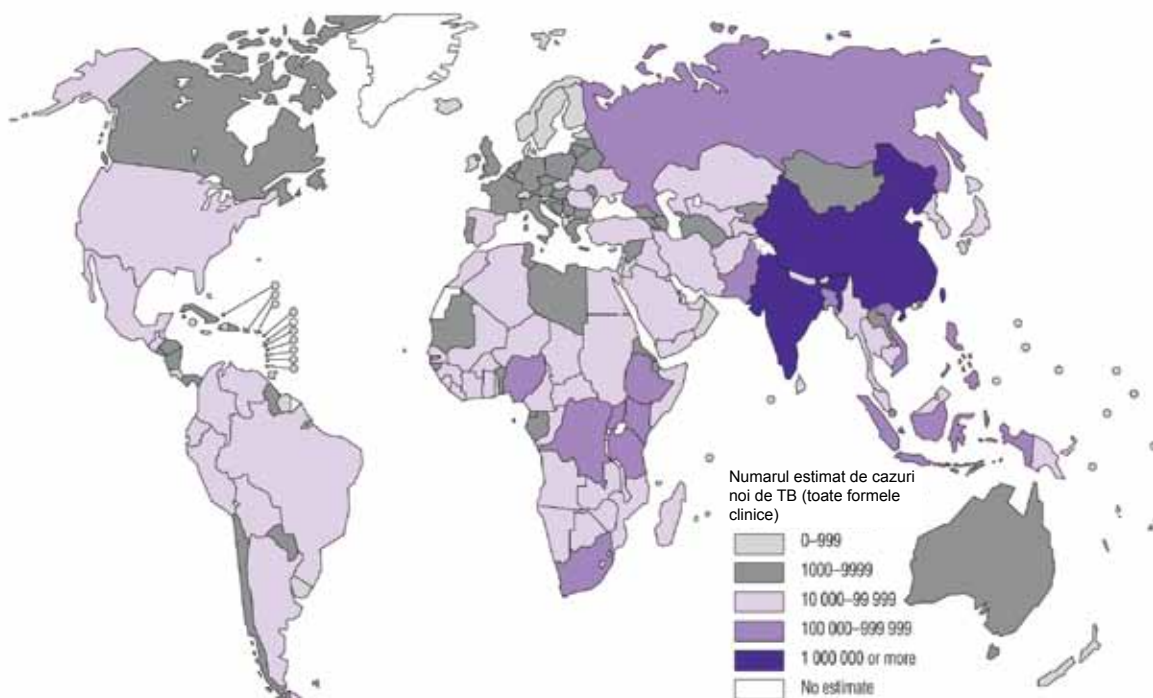 Numarul estimat de cazuri
noi de TB (toate formele
clinice)
0–999
1000–9999
10 000–99 999
100 000–999 999
1 000 000 or more
No estimate